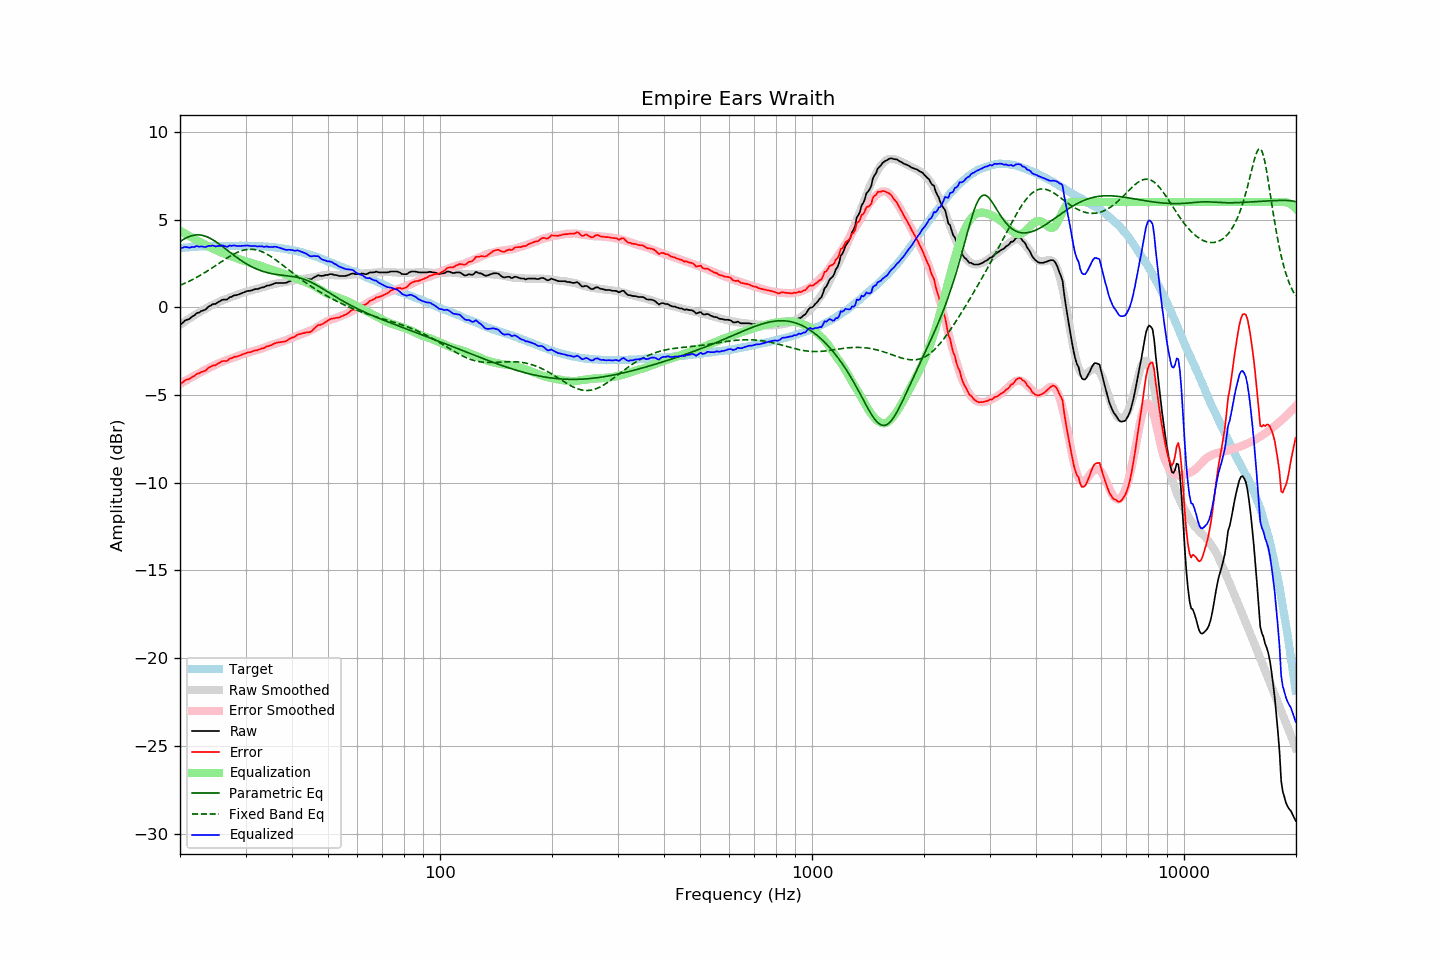 Empire Ears Wraith
10
5
0
−5
−10
−15
−20
−25
−30
Amplitude (dBr)
Target
Raw Smoothed
Error Smoothed
Raw
Error
Equalization
Parametric Eq
Fixed Band Eq
Equalized
100 1000 10000
Frequency (Hz)